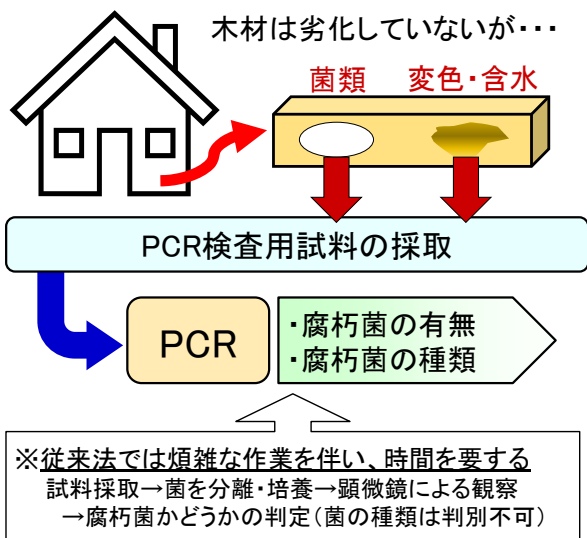 木材は劣化していないが・・・
菌類 変色・含水
PCR検査用試料の採取
PCR
・腐朽菌の有無
・腐朽菌の種類
※従来法では煩雑な作業を伴い、時間を要する
試料採取→菌を分離・培養→顕微鏡による観察
→腐朽菌かどうかの判定(菌の種類は判別不可)